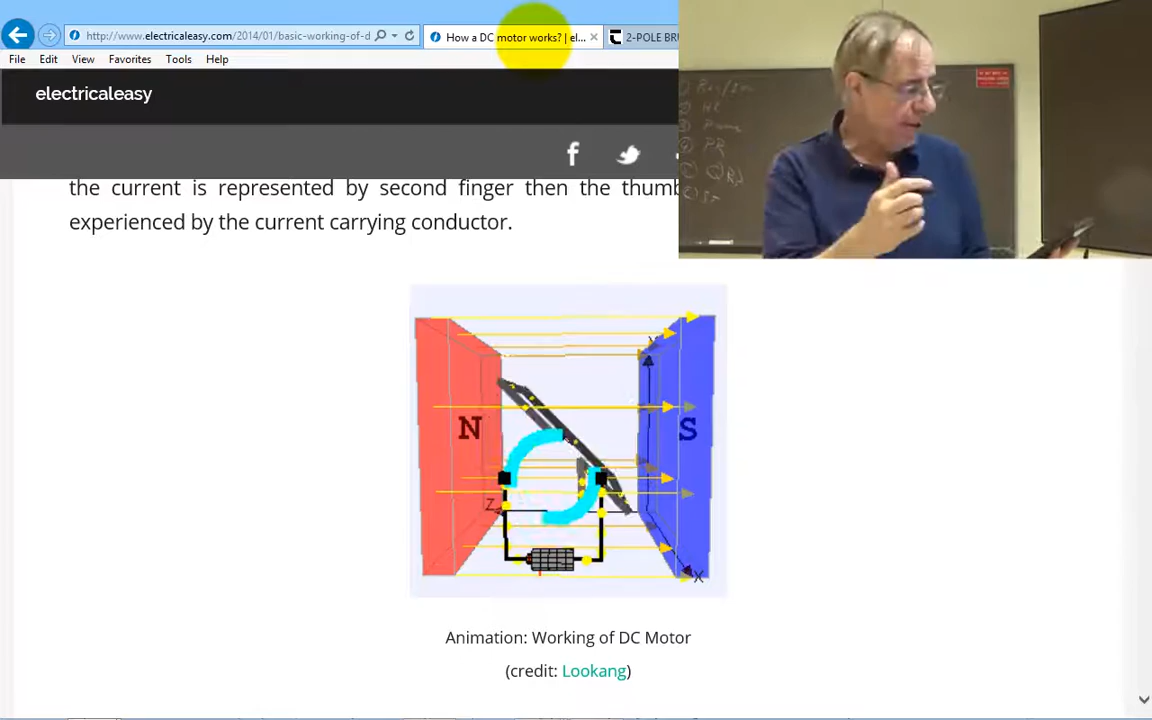 http://www.electricaleasy.com/2014/01/basic-working-of-d
How a DC motor works? | el...
2-POLE BRU
File Edit View Favorites Tools Help
electricaleasy
the current is represented by second finger then the thumb
experienced by the current carrying conductor.
N
S
Y
Z
X
Animation: Working of DC Motor
(credit: Lookang)
PR